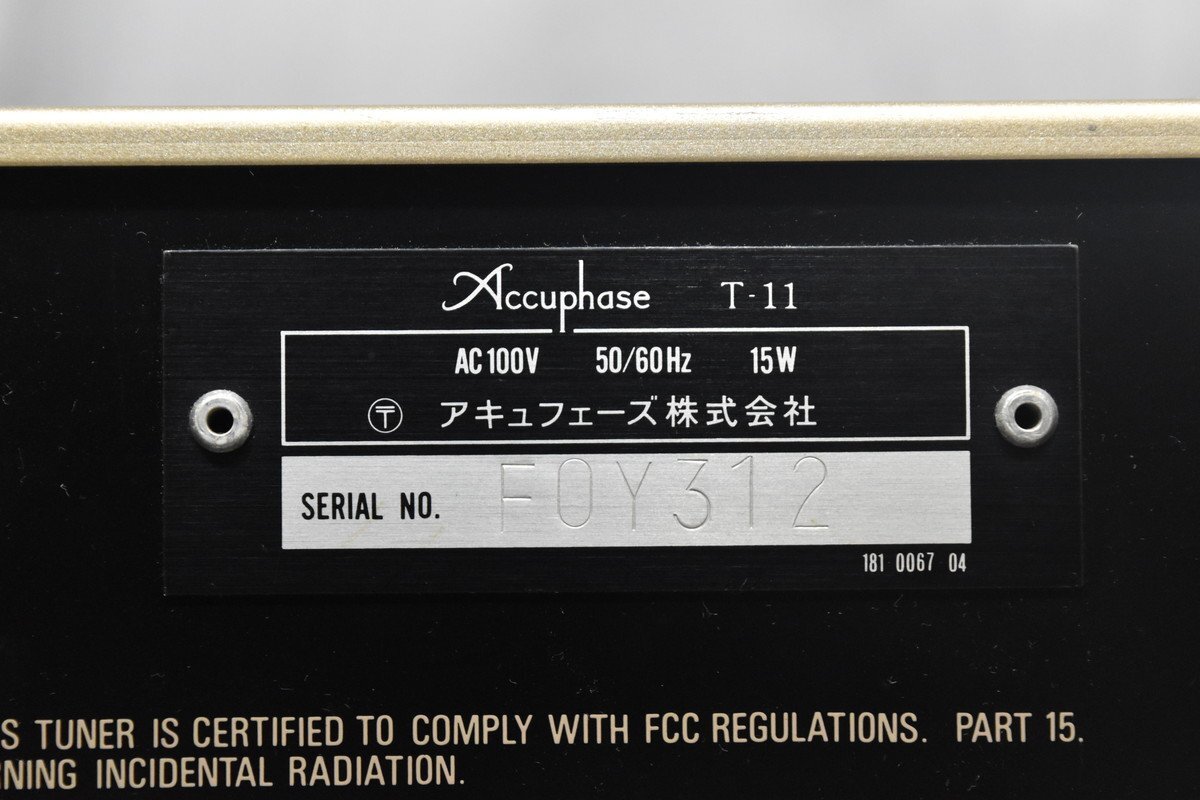 Accuphase T-11
AC100V 50/60Hz 15W
〒 アキュフェーズ株式会社
SERIAL NO. F0Y312
181 0067 04
S TUNER IS CERTIFIED TO COMPLY WITH FCC REGULATIONS. PART 15.
RNING INCIDENTAL RADIATION.